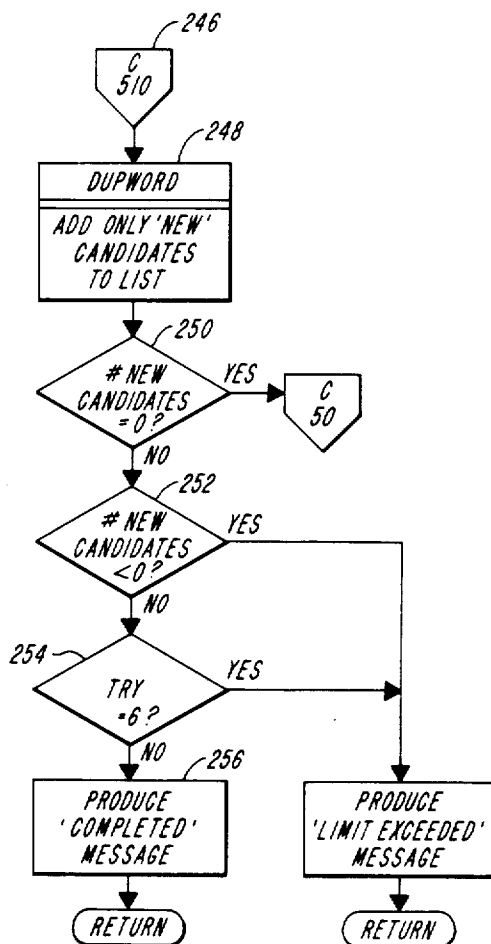 246
C
510
248
DUPWORD
ADD ONLY 'NEW'
CANDIDATES
TO LIST
250
# NEW
CANDIDATES
=0?
YES
C
50
NO
252
# NEW
CANDIDATES
<0?
YES
NO
254
TRY
=6?
YES
NO
256
PRODUCE
'COMPLETED'
MESSAGE
PRODUCE
'LIMIT EXCEEDED'
MESSAGE
RETURN
RETURN